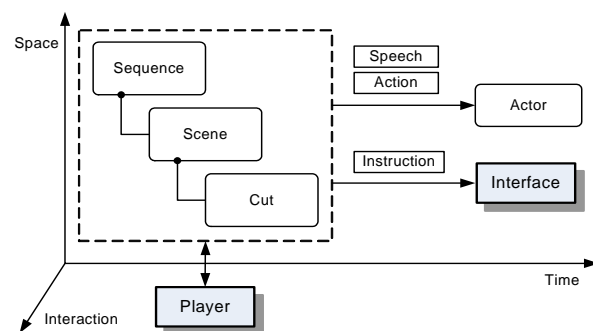 Space
Sequence
Scene
Cut
Speech
Action
Actor
Instruction
Interface
Time
Player
Interaction